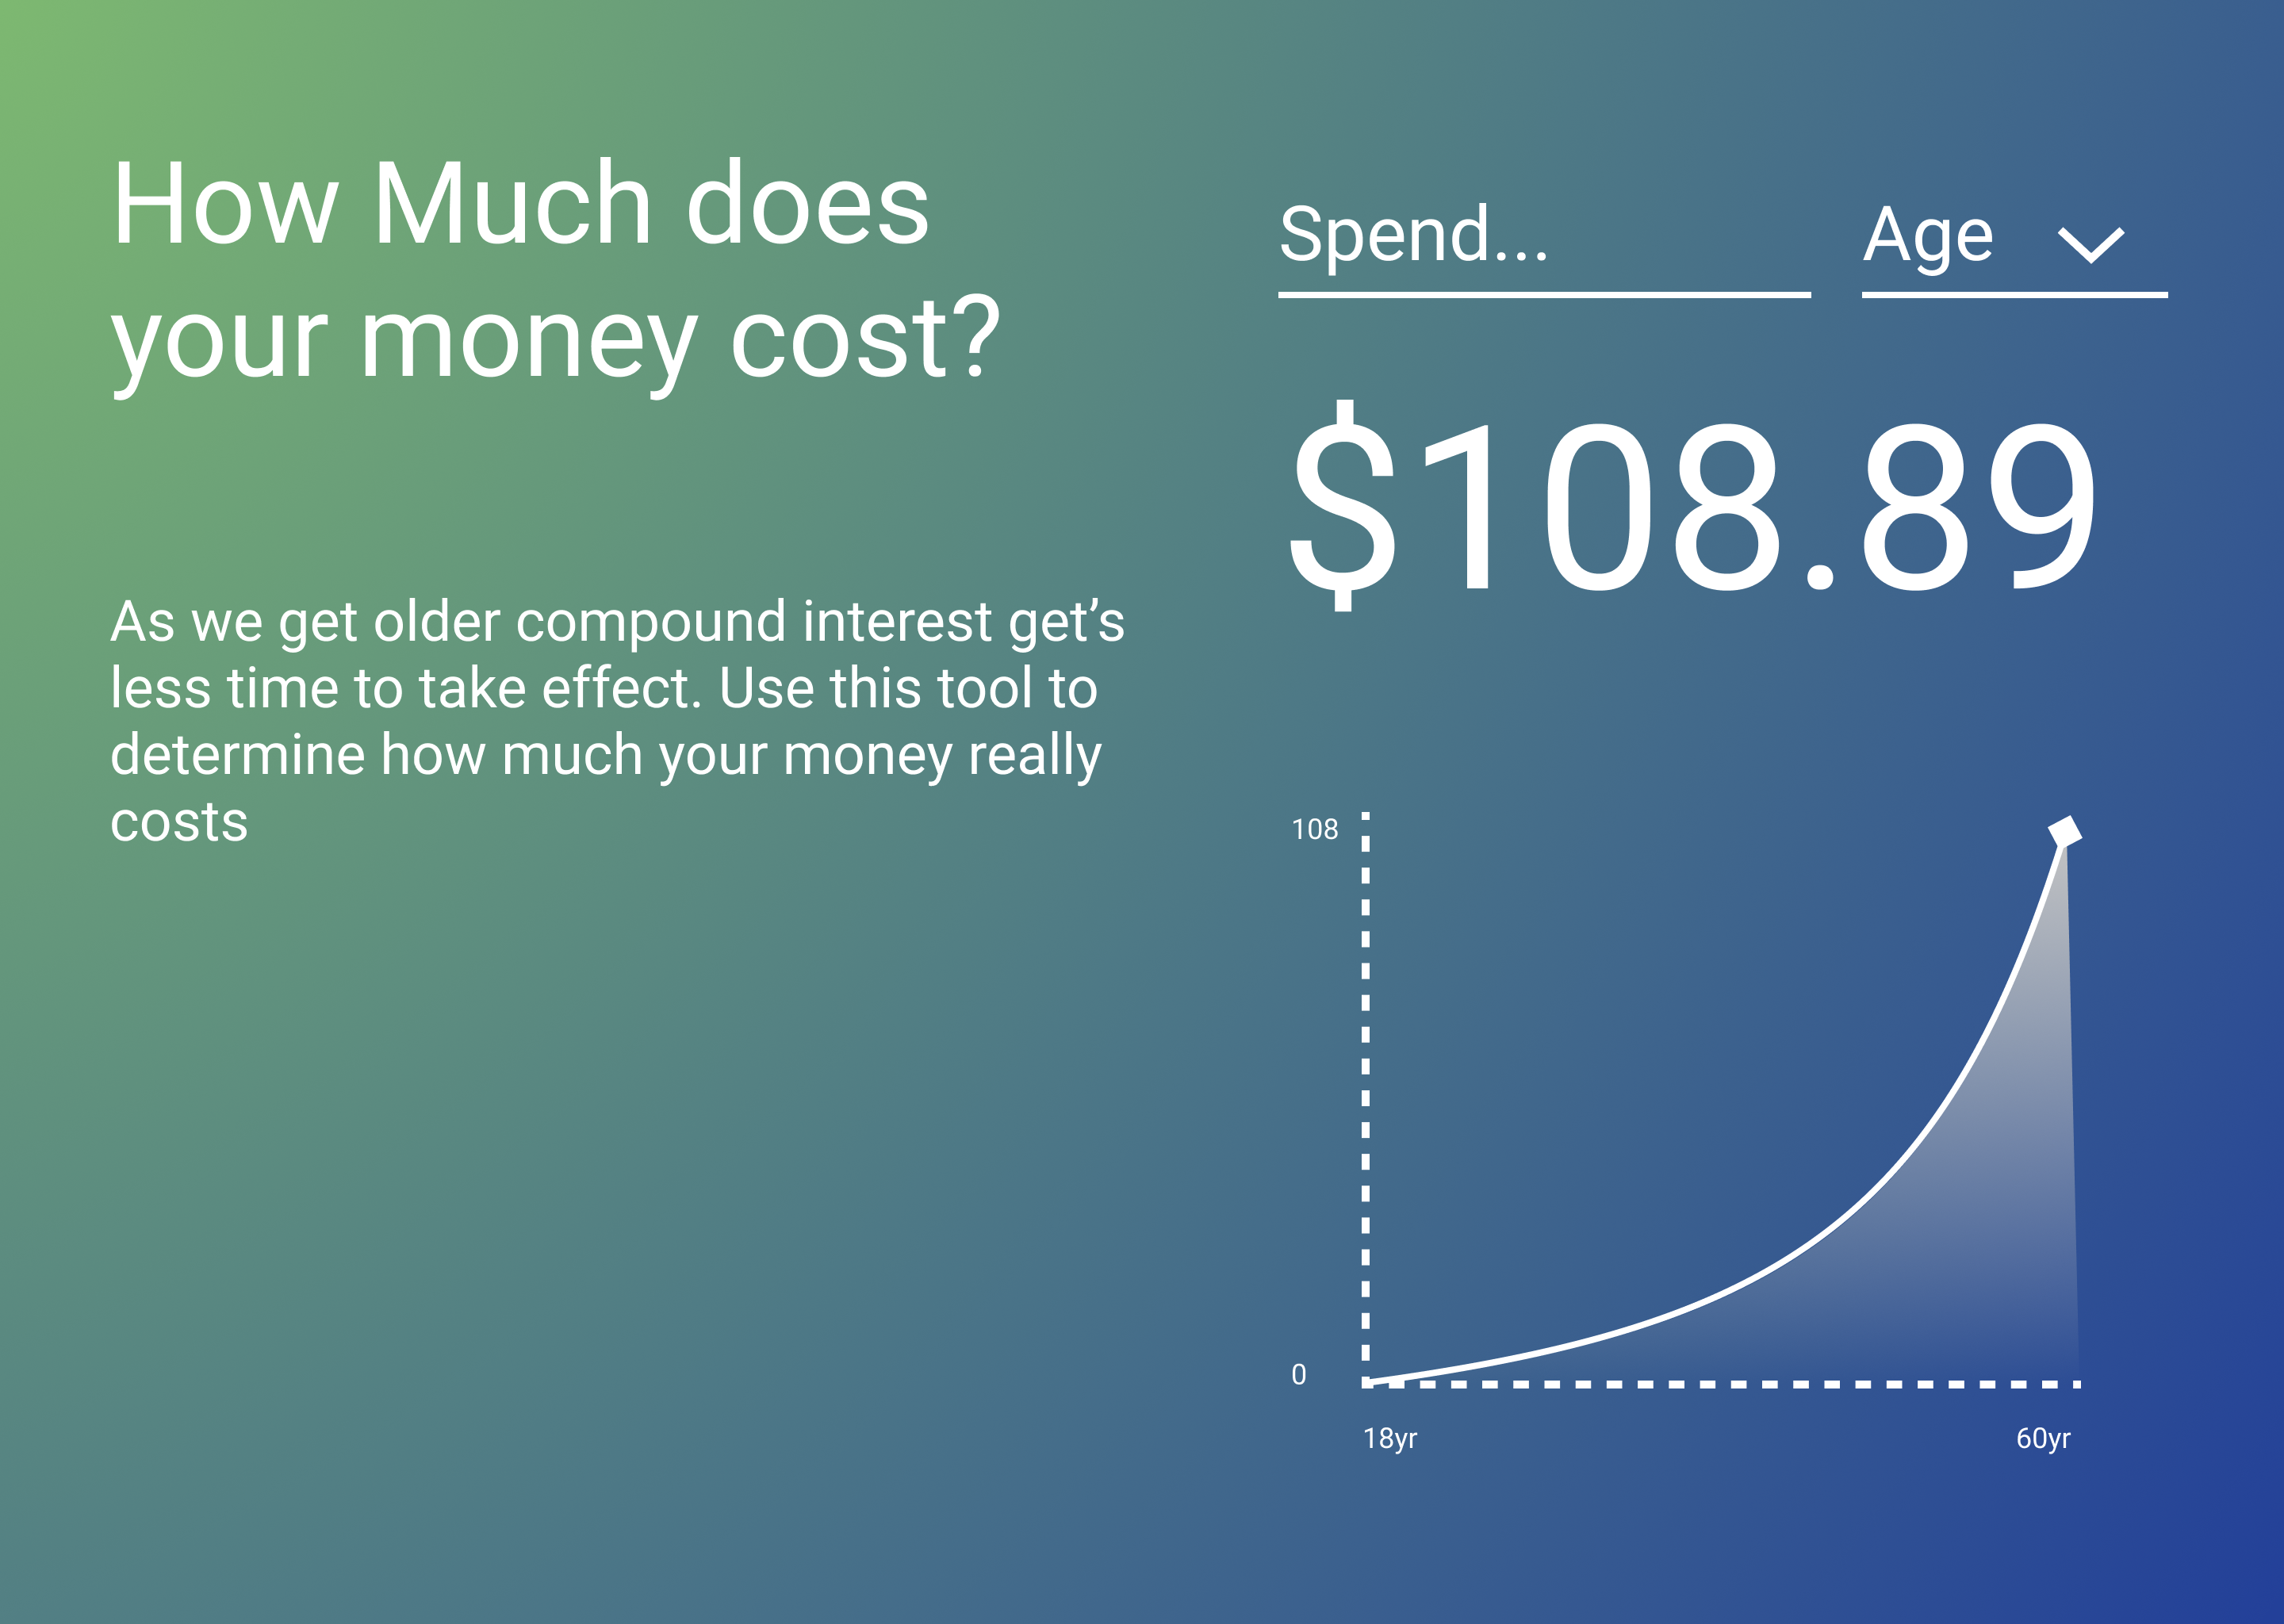 How Much does
your money cost?
As we get older compound interest get’s
less time to take effect. Use this tool to
determine how much your money really
costs
Spend...
Age
$108.89
108
0
18yr
60yr